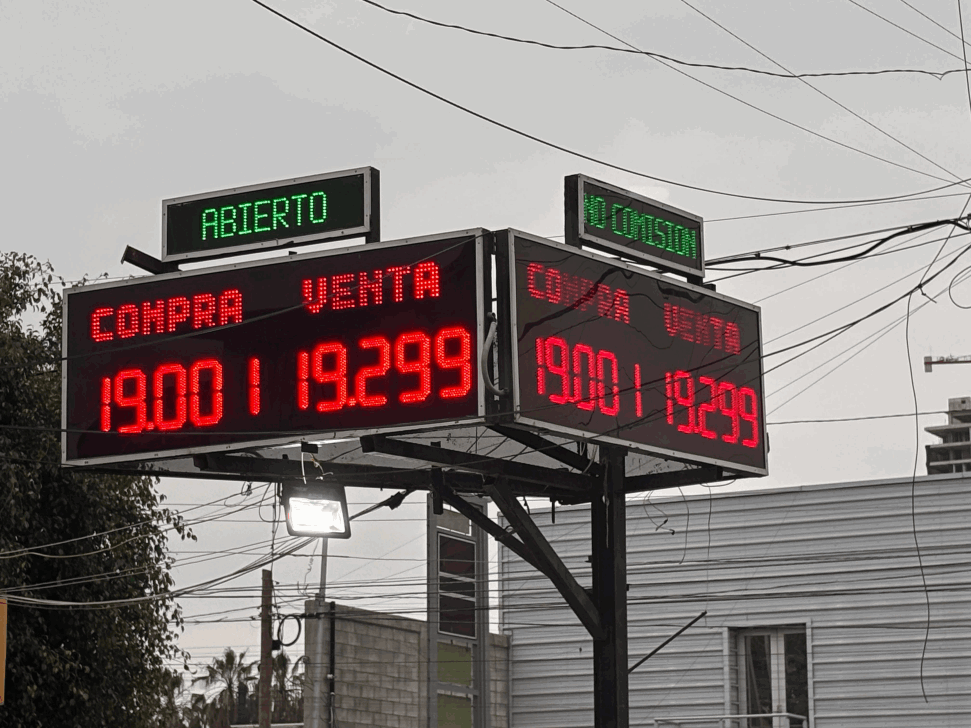 ABIERTO
COMPRA VENTA
19.001 19.299
NO COMISION
COMPRA VENTA
19.001 19.299